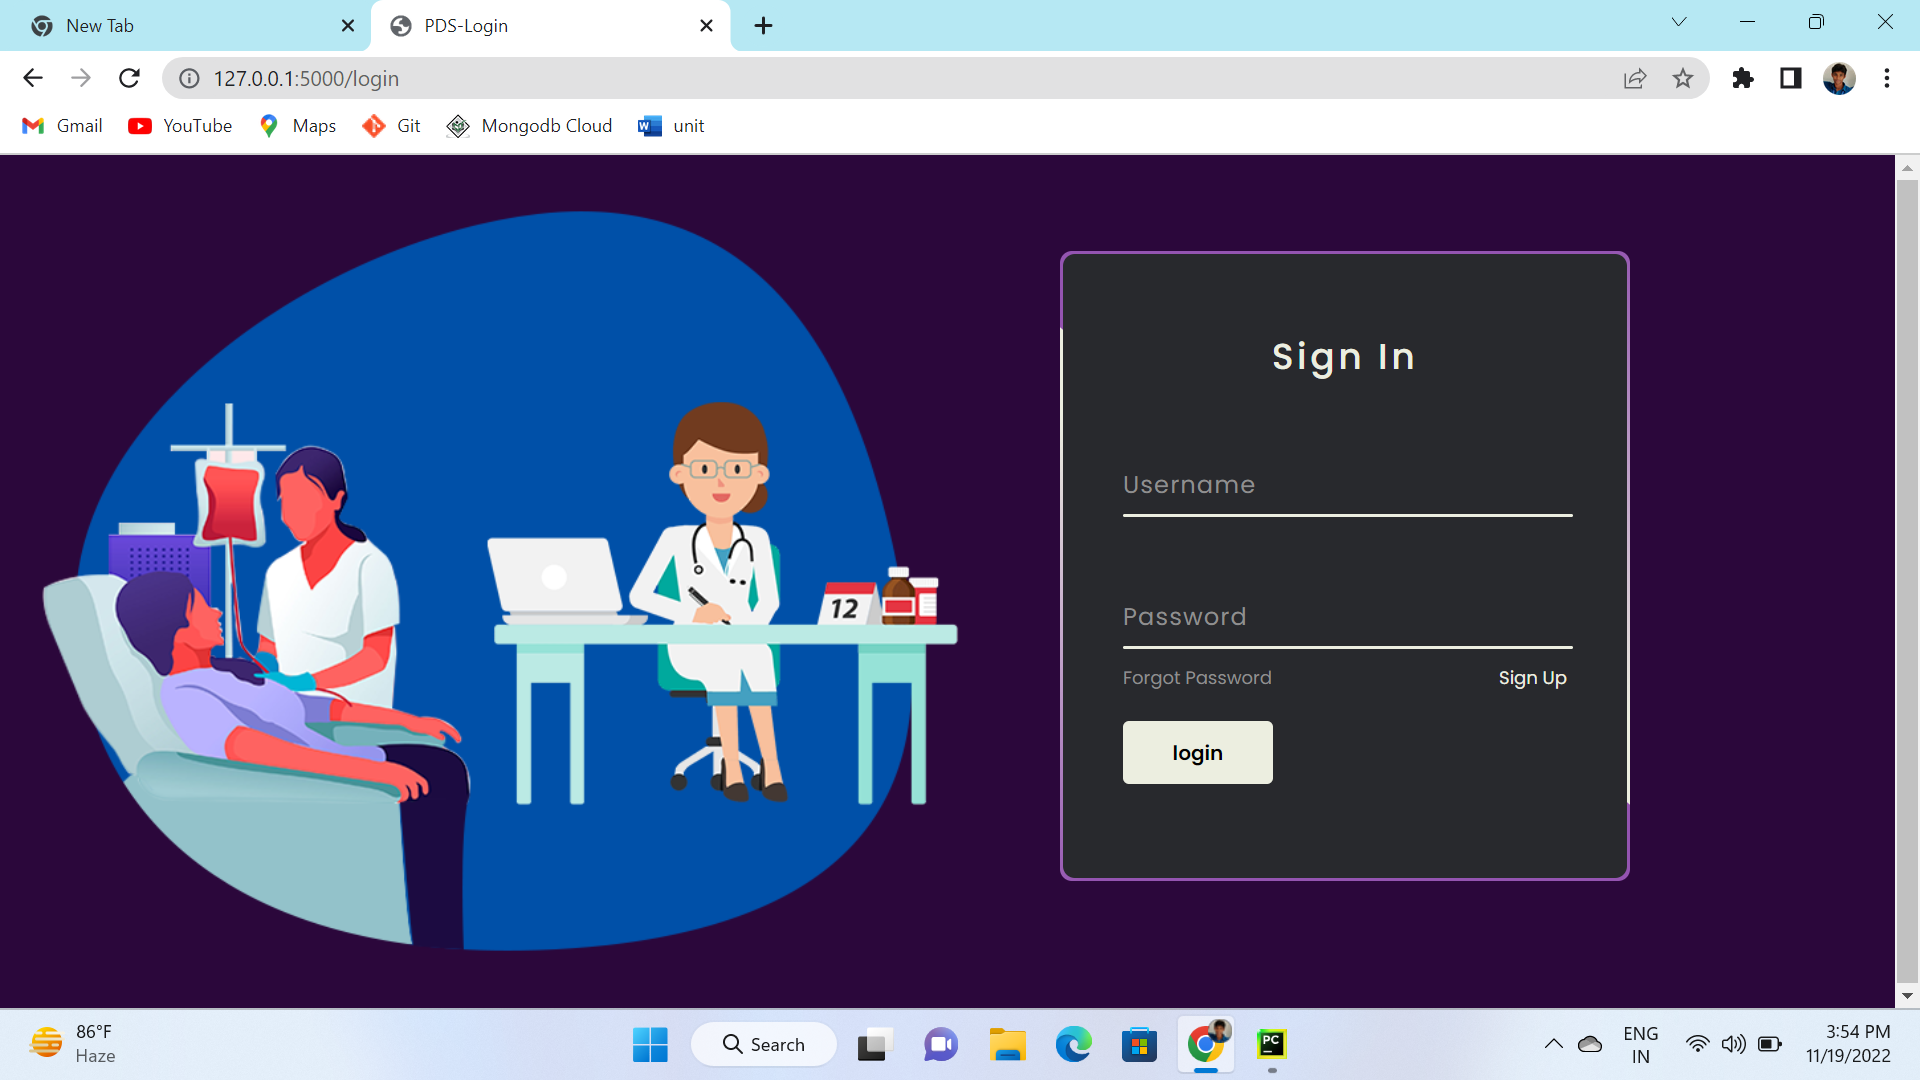 New Tab
PDS-Login
127.0.0.1:5000/login
Gmail YouTube Maps Git Mongodb Cloud unit
Sign In
Username
Password
Forgot Password Sign Up
login
12
86°F
Haze
Search
PC
ENG
IN
3:54 PM
11/19/2022